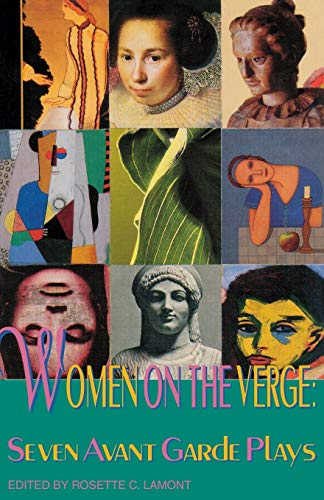 WOMEN ON THE VERGE:
SEVEN AVANT GARDE PLAYS
EDITED BY ROSETTE C. LAMONT